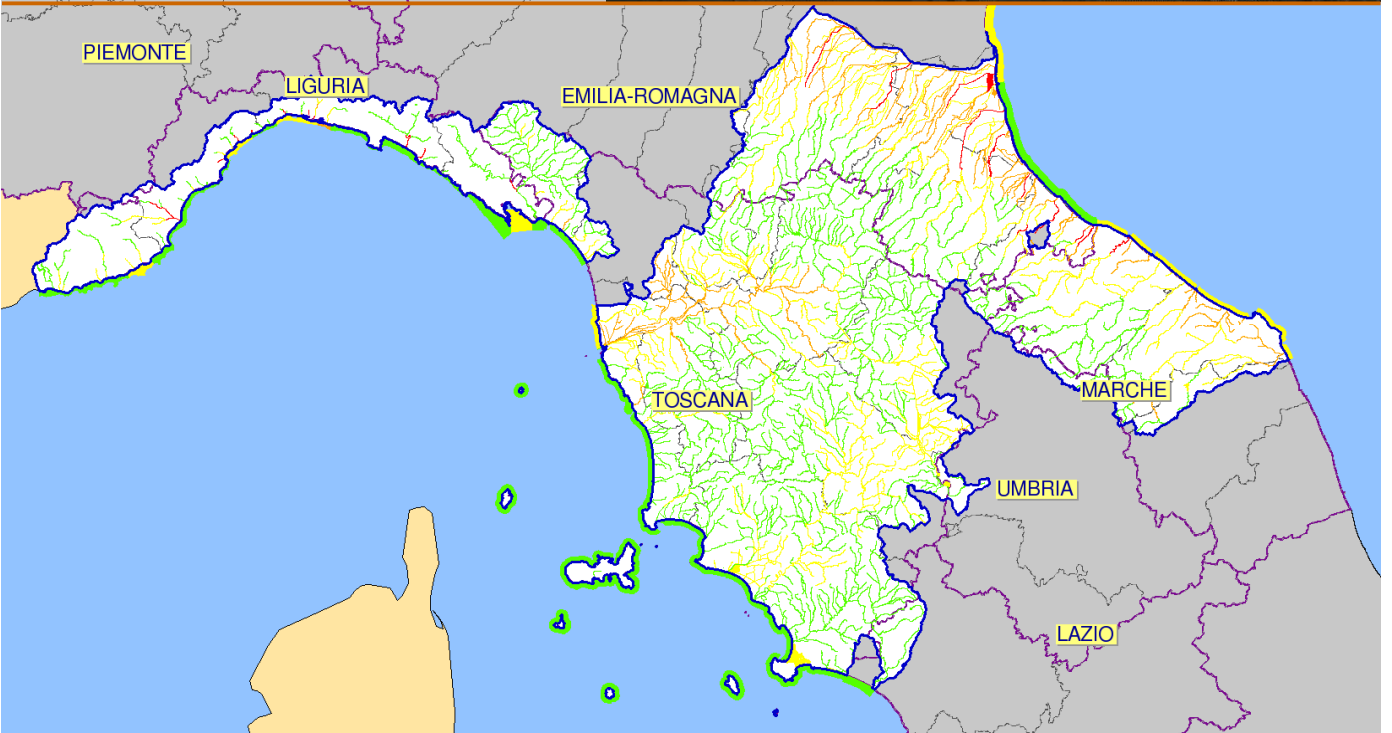 PIEMONTE
LIGURIA
EMILIA-ROMAGNA
TOSCANA
MARCHE
UMBRIA
LAZIO